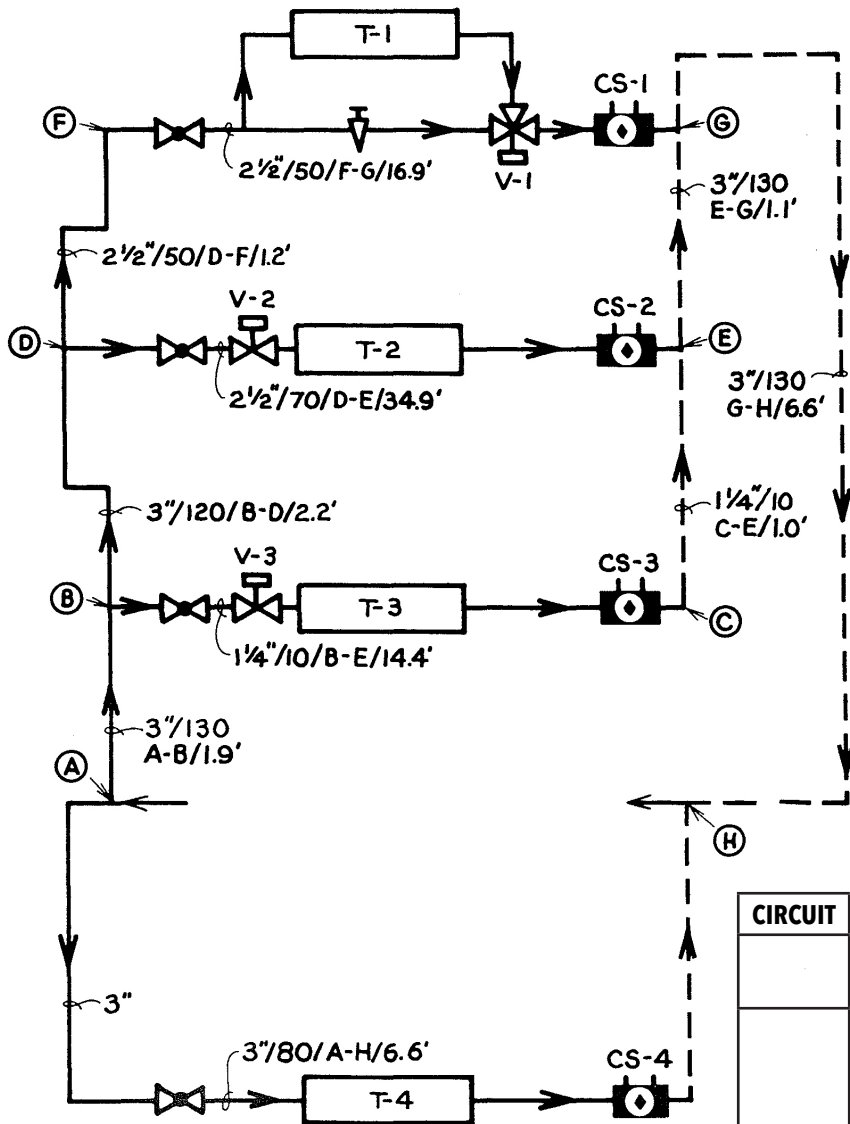 T-1
CS-1
F
G
V-1
2½"/50/F-G/16.9'
3"/130
E-G/1.1'
2½"/50/D-F/1.2'
V-2
CS-2
D
E
T-2
2½"/70/D-E/34.9'
3"/130
G-H/6.6'
3"/120/B-D/2.2'
1¼"/10
C-E/1.0'
V-3
CS-3
B
T-3
C
1¼"/10/B-E/14.4'
3"/130
A-B/1.9'
A
H
CIRCUIT
3"
3"/80/A-H/6.6'
CS-4
T-4